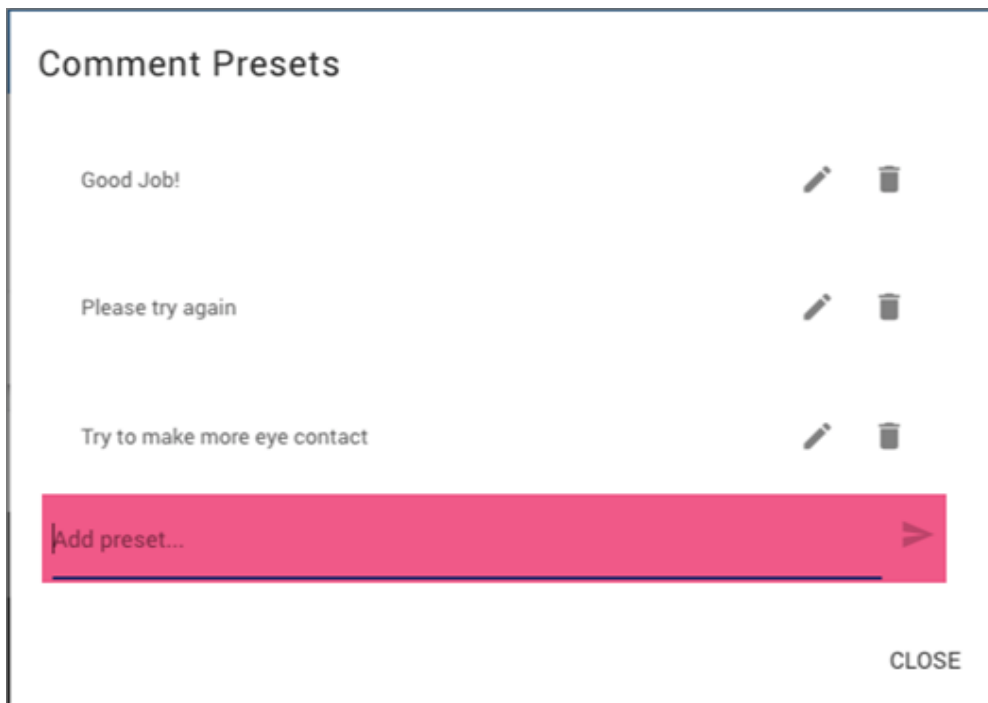 Comment Presets
Good Job!
Please try again
Try to make more eye contact
Add preset...
CLOSE